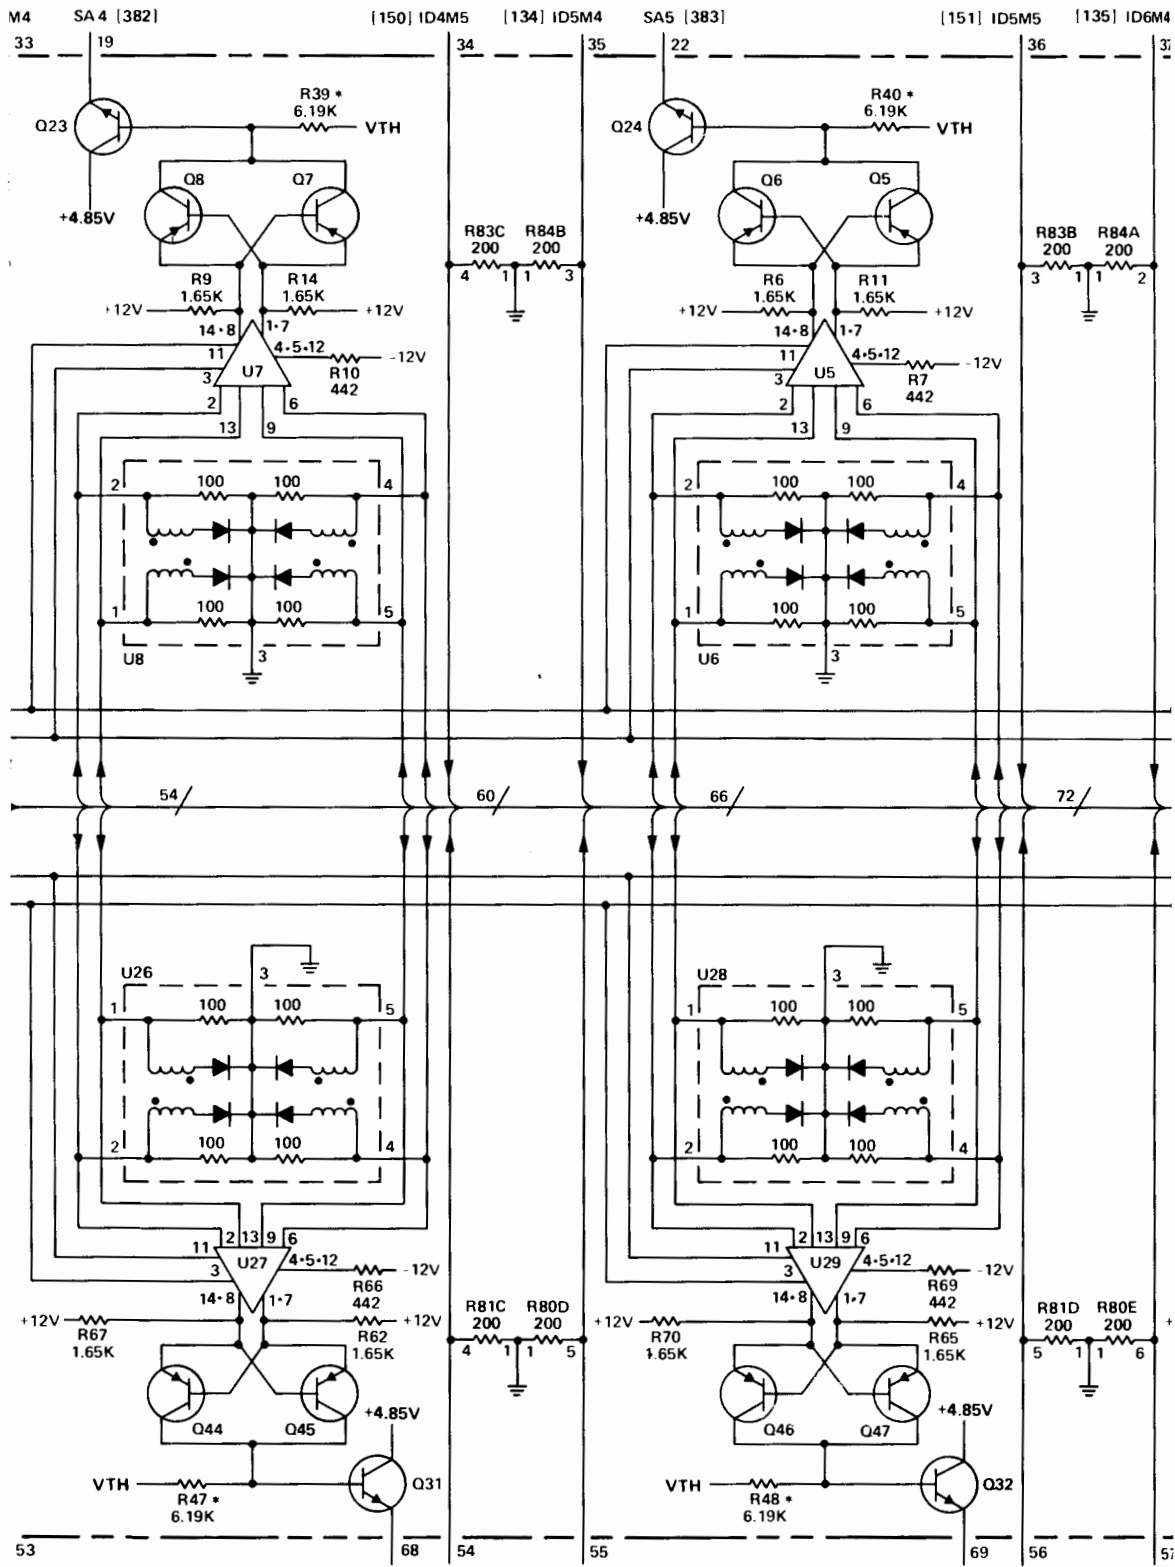 M4 SA4 [382] [150] ID4M5 [134] ID5M4 SA5 [383] [151] ID5M5 [135] ID6M4
33 19 34 35 22 36
R39 * R40 *
6.19K 6.19K
Q23 VTH Q24 VTH
Q8 Q7 Q6 Q5
+4.85V +4.85V
R83C R84B R83B R84A
200 200 200 200
4 1 1 3 3 1 1 2
R9 R14 R6 R11
1.65K 1.65K 1.65K 1.65K
+12V +12V +12V +12V
14•8 1•7 14•8 1•7
11 4•5•12 -12V 11 4•5•12 -12V
3 U7 R10 3 U5 R7
442 442
2 6 2 6
13 9 13 9
2 100 100 4 2 100 100 4
1 100 100 5 1 100 100 5
U8 3 U6 3
54 60 66 72
U26 3 U28 3
1 100 100 5 1 100 100 5
2 100 100 4 2 100 100 4
2 13 9 6 2 13 9 6
11 U27 4•5•12 -12V 11 U29 4•5•12 -12V
3 R66 3 R69
442 442
14•8 1•7 14•8 1•7
+12V R67 R62 +12V +12V R70 R65 +12V
1.65K 1.65K 1.65K 1.65K
R81C R80D R81D R80E
200 200 200 200
4 1 1 5 5 1 1 6
Q44 Q45 +4.85V Q46 Q47 +4.85V
VTH R47 * Q31 VTH R48 * Q32
6.19K 6.19K
53 68 54 55 69 56